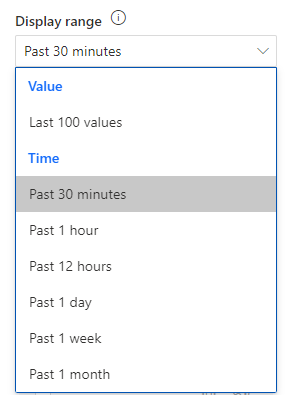 Display range
Past 30 minutes
Value
Last 100 values
Time
Past 30 minutes
Past 1 hour
Past 12 hours
Past 1 day
Past 1 week
Past 1 month